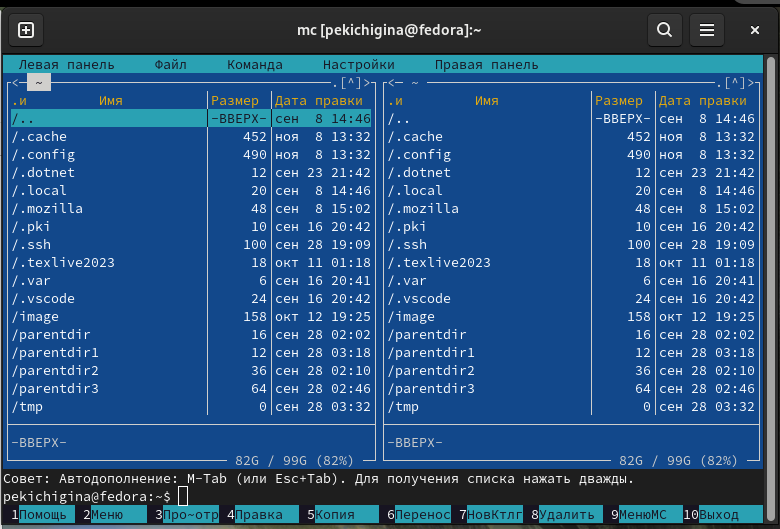 mc [pekichigina@fedora]:~
Левая панель Файл Команда Настройки Правая панель
<─ ~ ─.[^]>  <─ ~ ─.[^]>
.и Имя Размер Дата правки  .и Имя Размер Дата правки
/.. -ВВЕРХ- сен 8 14:46  /.. -ВВЕРХ- сен 8 14:46
/.cache 452 ноя 8 13:32  /.cache 452 ноя 8 13:32
/.config 490 ноя 8 13:32  /.config 490 ноя 8 13:32
/.dotnet 12 сен 23 21:42  /.dotnet 12 сен 23 21:42
/.local 20 сен 8 14:46  /.local 20 сен 8 14:46
/.mozilla 48 сен 8 15:02  /.mozilla 48 сен 8 15:02
/.pki 10 сен 16 20:42  /.pki 10 сен 16 20:42
/.ssh 100 сен 28 19:09  /.ssh 100 сен 28 19:09
/.texlive2023 18 окт 11 01:18  /.texlive2023 18 окт 11 01:18
/.var 6 сен 16 20:41  /.var 6 сен 16 20:41
/.vscode 24 сен 16 20:42  /.vscode 24 сен 16 20:42
/image 158 окт 12 19:25  /image 158 окт 12 19:25
/parentdir 16 сен 28 02:02  /parentdir 16 сен 28 02:02
/parentdir1 12 сен 28 03:18  /parentdir1 12 сен 28 03:18
/parentdir2 36 сен 28 02:10  /parentdir2 36 сен 28 02:10
/parentdir3 64 сен 28 02:46  /parentdir3 64 сен 28 02:46
/tmp 0 сен 28 03:32  /tmp 0 сен 28 03:32
-ВВЕРХ-  -ВВЕРХ-
82G / 99G (82%)  82G / 99G (82%)
Совет: Автодополнение: M-Tab (или Esc+Tab). Для получения списка нажать дважды.
pekichigina@fedora:~$
1Помощь 2Меню 3Про~отр 4Правка 5Копия 6Перенос 7НовКтлг 8Удалить 9МенюMC 10Выход